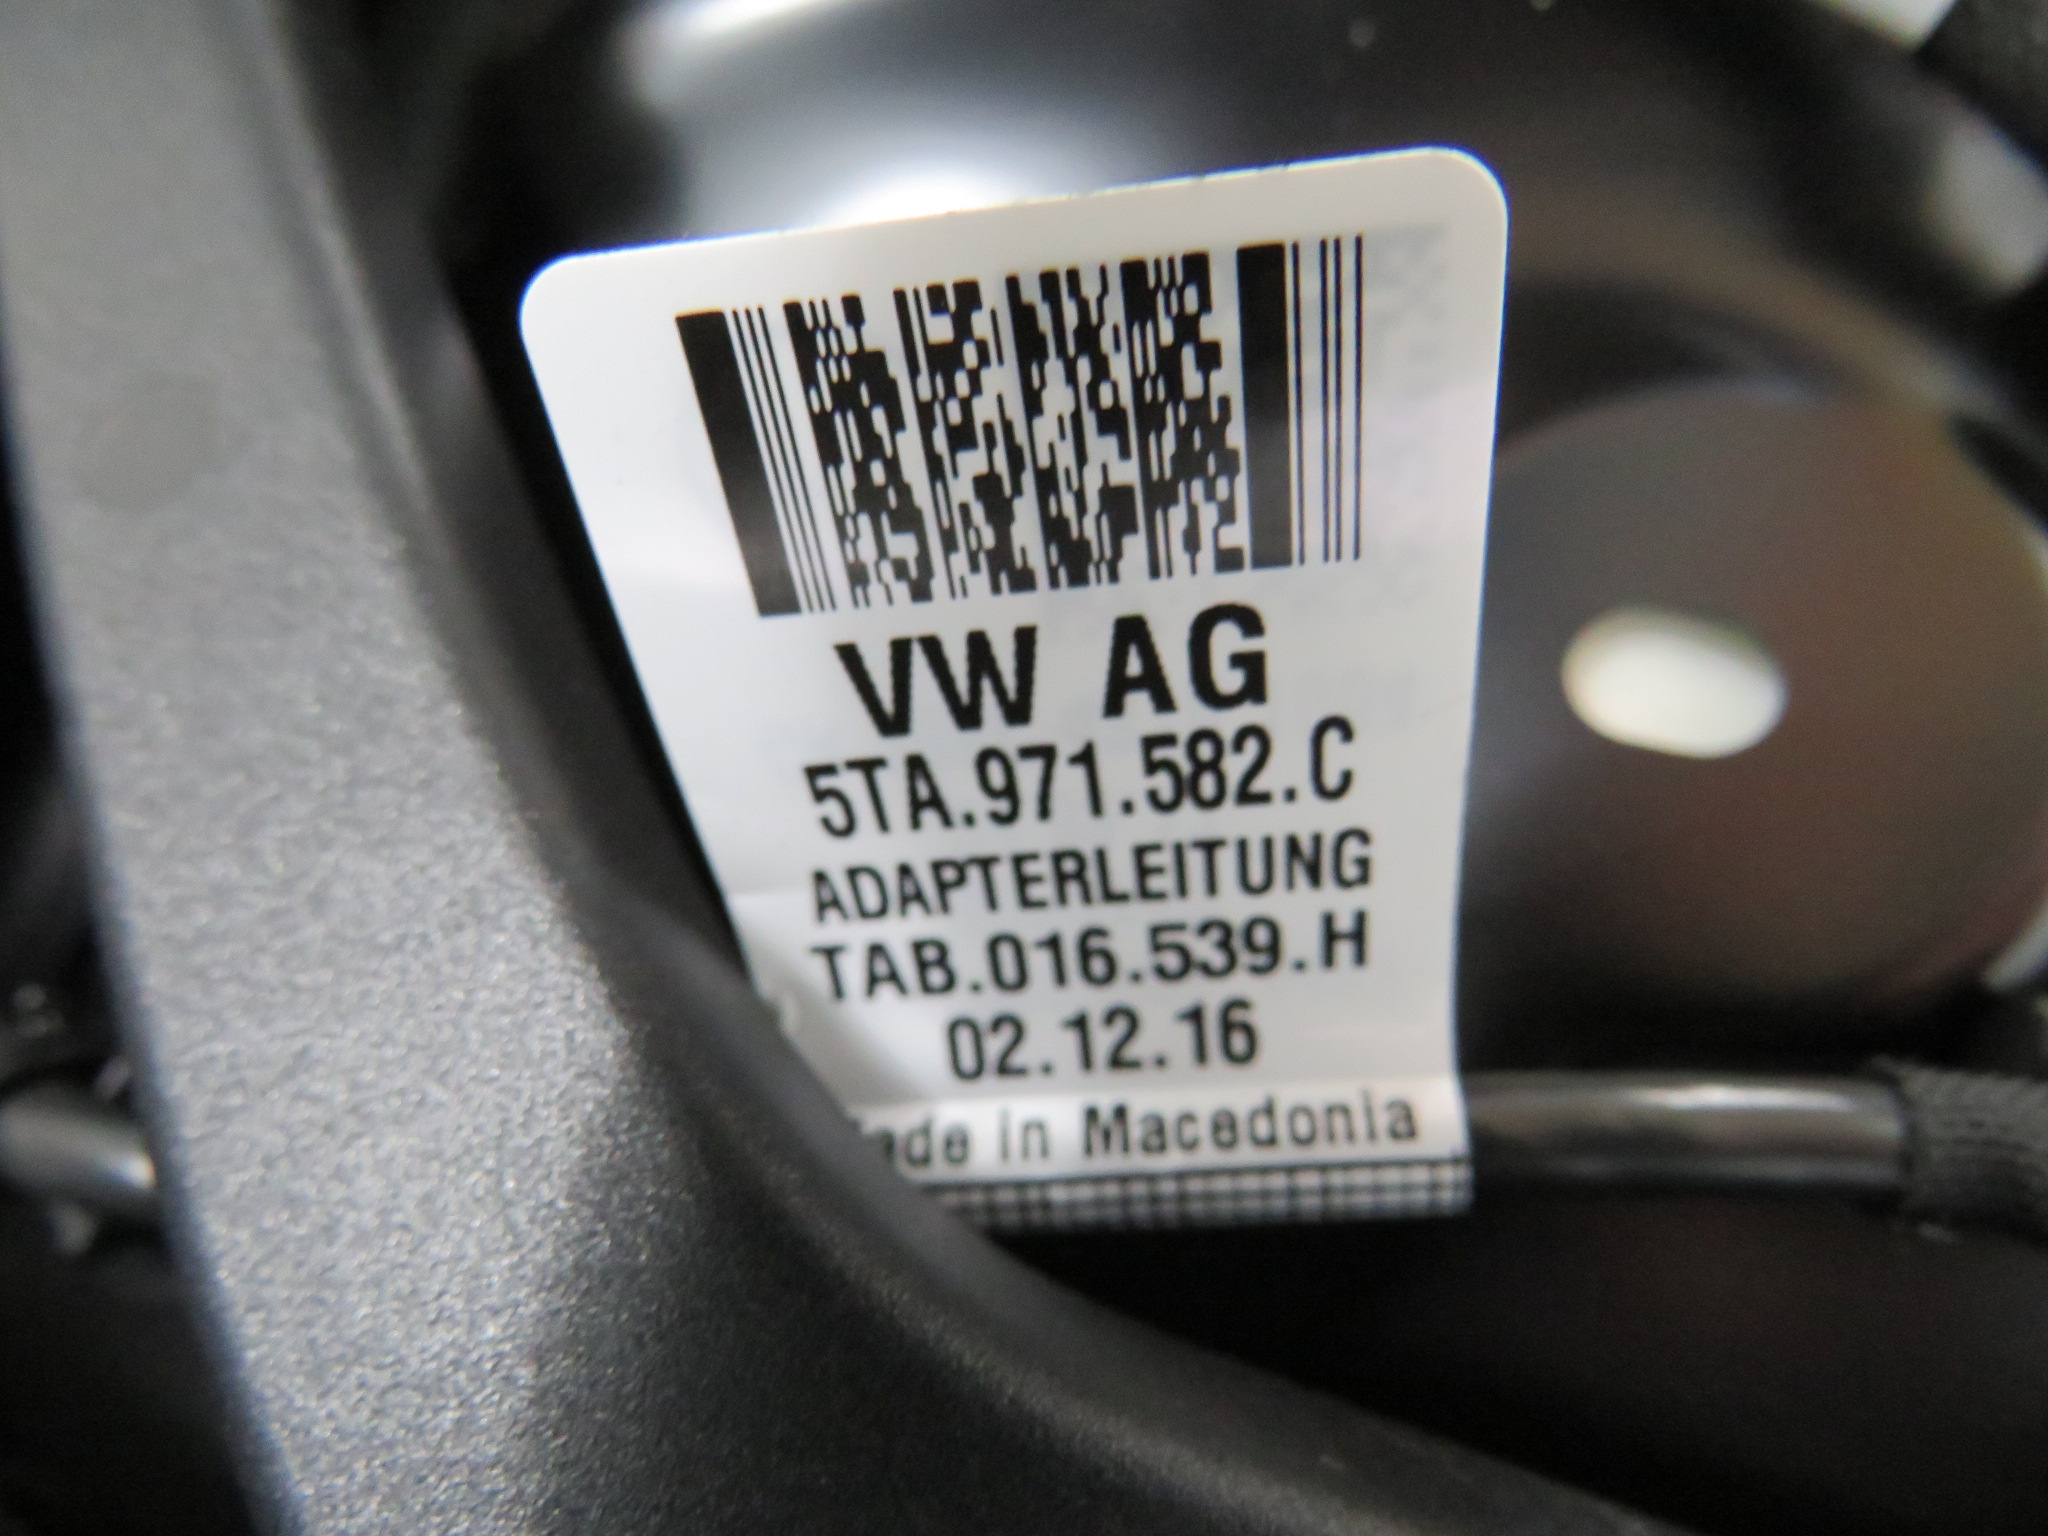 VW AG
5TA.971.582.C
ADAPTERLEITUNG
TAB.016.539.H
02.12.16
ade in Macedonia